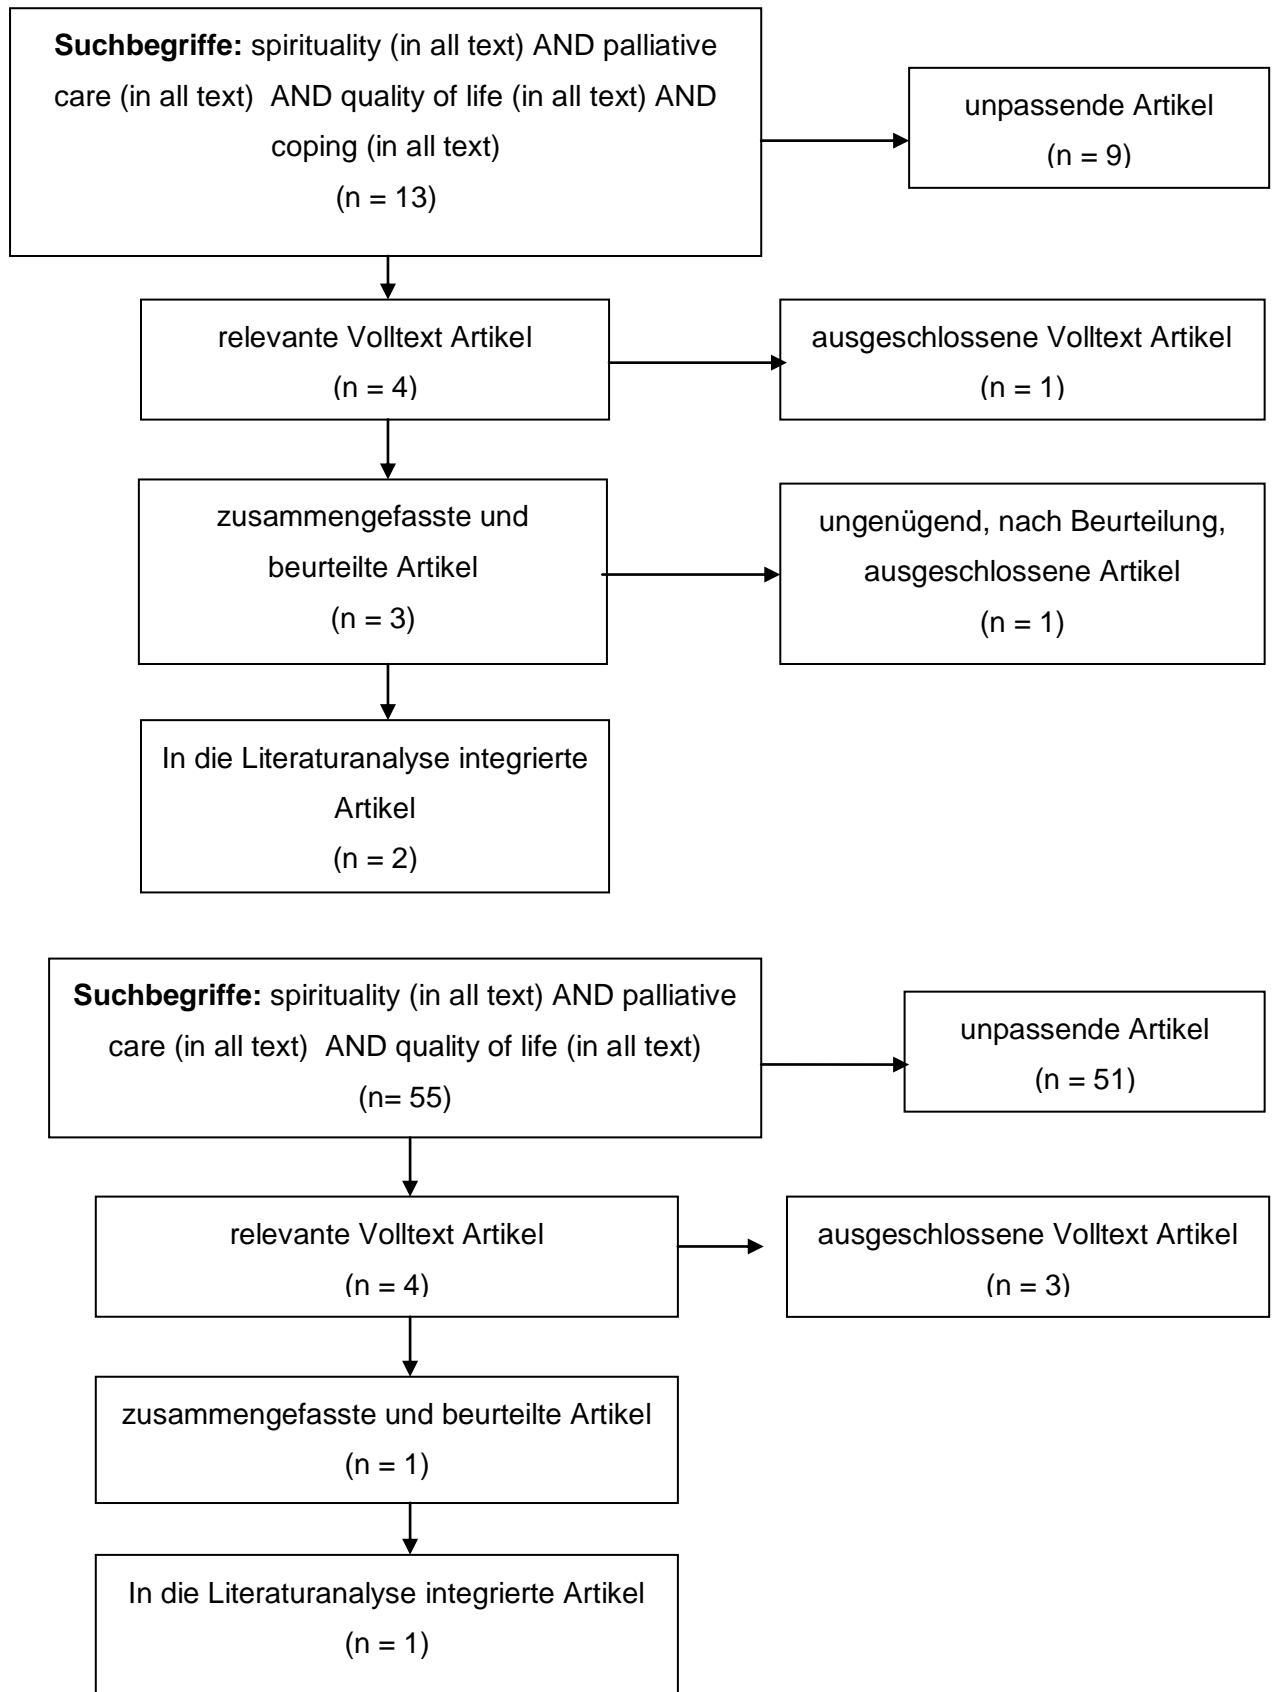 Suchbegriffe: spirituality (in all text) AND palliative
care (in all text)  AND quality of life (in all text) AND
coping (in all text)
(n = 13)
unpassende Artikel
(n = 9)
relevante Volltext Artikel
(n = 4)
ausgeschlossene Volltext Artikel
(n = 1)
zusammengefasste und
beurteilte Artikel
(n = 3)
ungenügend, nach Beurteilung,
ausgeschlossene Artikel
(n = 1)
In die Literaturanalyse integrierte
Artikel
(n = 2)
Suchbegriffe: spirituality (in all text) AND palliative
care (in all text)  AND quality of life (in all text)
(n= 55)
unpassende Artikel
(n = 51)
relevante Volltext Artikel
(n = 4)
ausgeschlossene Volltext Artikel
(n = 3)
zusammengefasste und beurteilte Artikel
(n = 1)
In die Literaturanalyse integrierte Artikel
(n = 1)